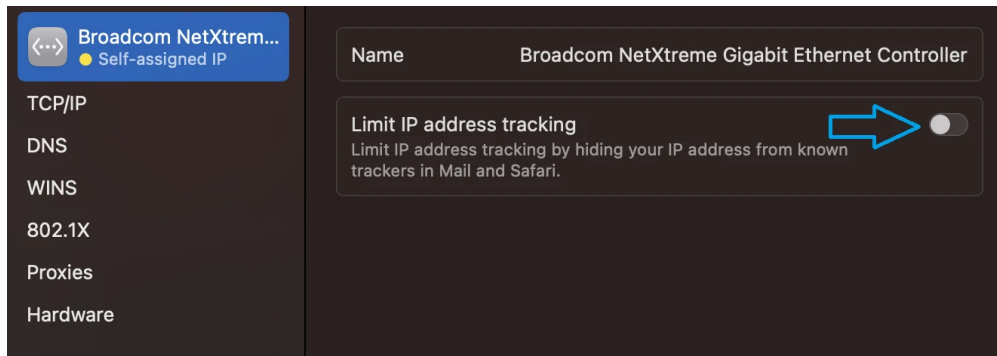 Broadcom NetXtrem...
Self-assigned IP
TCP/IP
DNS
WINS
802.1X
Proxies
Hardware
Name Broadcom NetXtreme Gigabit Ethernet Controller
Limit IP address tracking
Limit IP address tracking by hiding your IP address from known
trackers in Mail and Safari.